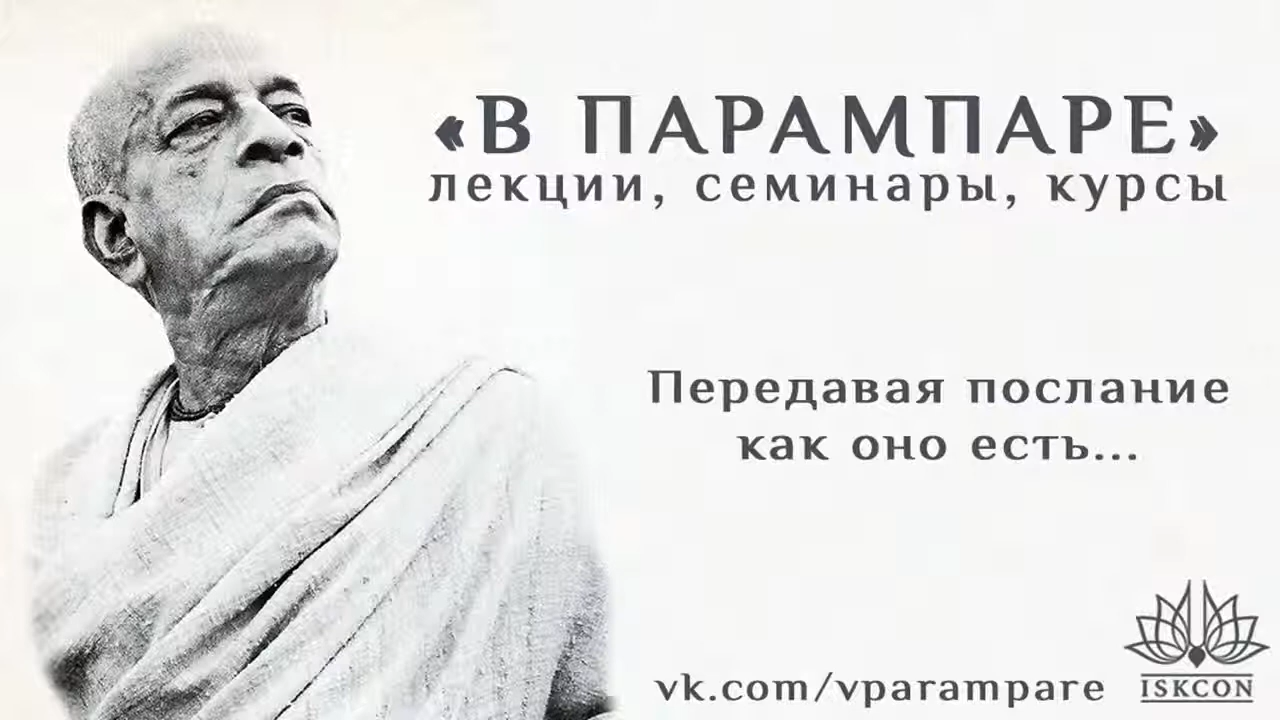 «В ПАРАМПАРЕ»
лекции, семинары, курсы
Передавая послание
как оно есть...
vk.com/vparampare
ISKCON